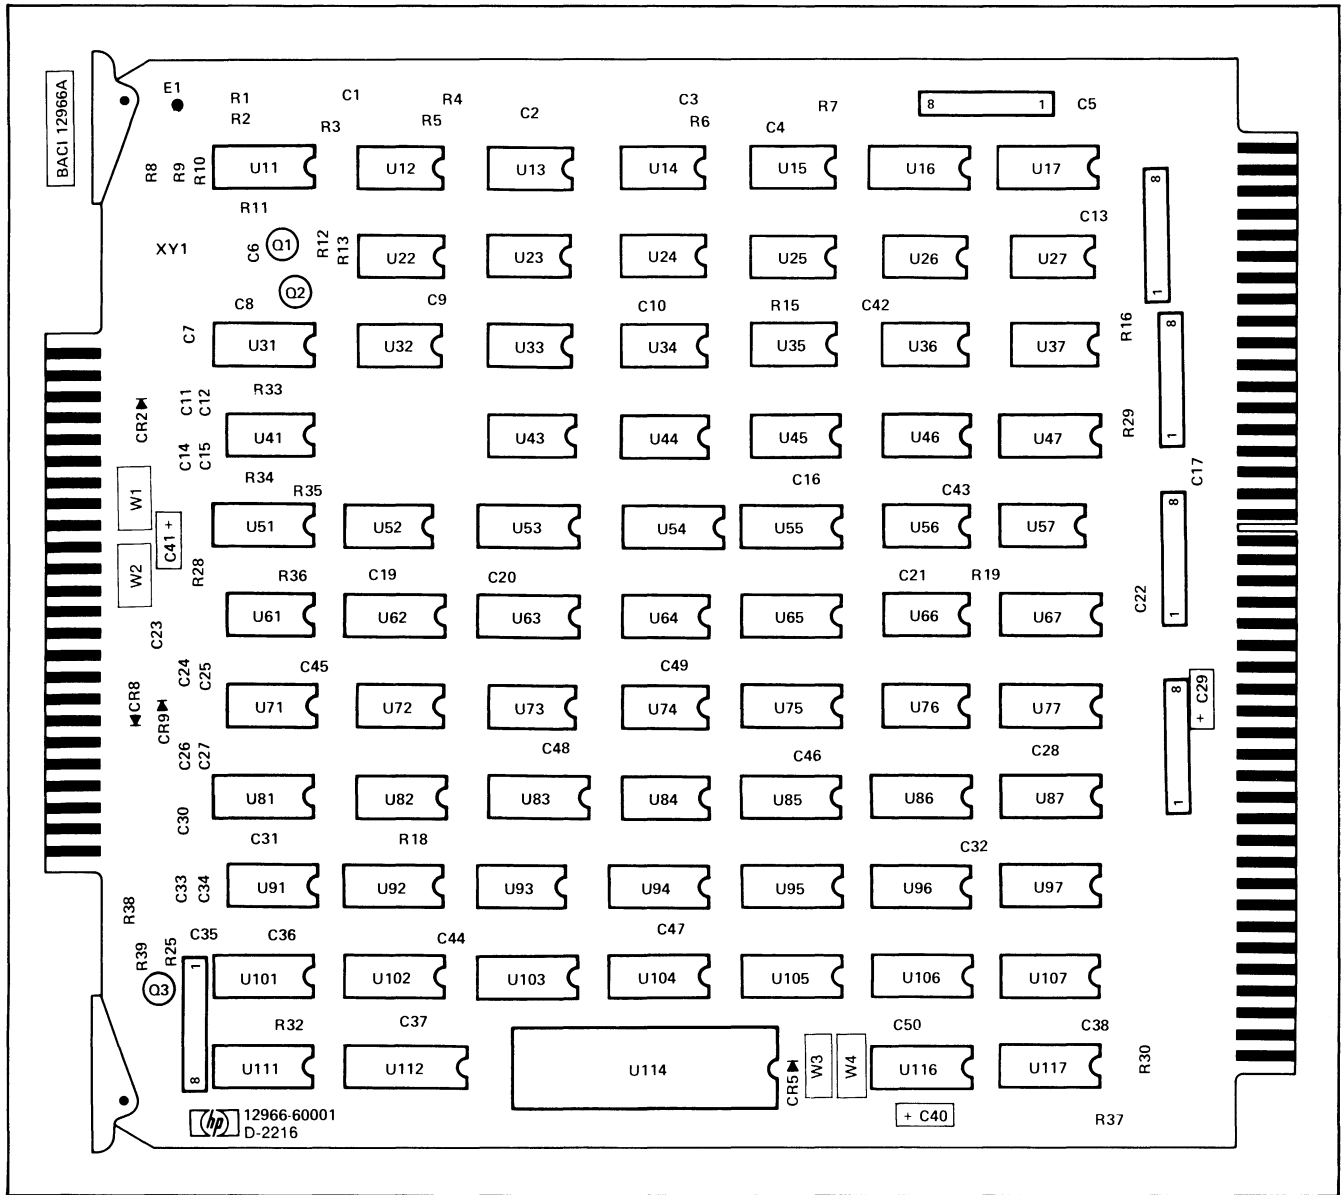 BACI 12966A
E1
R1 C1 R4 C3 R7 8 1 C5
R2 R3 R5 C2 R6 C4
R8 R9 R10 U11 U12 U13 U14 U15 U16 U17 8
R11 C13
XY1 C6 Q1 R12 R13 U22 U23 U24 U25 U26 U27
Q2 1
C8 C9 C10 R15 C42
C7 U31 U32 U33 U34 U35 U36 U37 R16 8
R33
CR2 C11 C12
U41 U43 U44 U45 U46 U47 R29 1
C14 C15
R34 R35 C16 C43 C17
W1 C41 + U51 U52 U53 U54 U55 U56 U57 8
W2 R28 R36 C19 C20 C21 R19
U61 U62 U63 U64 U65 U66 U67 C22 1
C23
C24 C25 C45 C49
CR8 CR9 U71 U72 U73 U74 U75 U76 U77 8 + C29
C26 C27 C48 C46 C28
U81 U82 U83 U84 U85 U86 U87 1
C30
C31 R18 C32
C33 C34 U91 U92 U93 U94 U95 U96 U97
R38
C35 C36 C44 C47
R39 R25 1 U101 U102 U103 U104 U105 U106 U107
Q3
R32 C37 C50 C38
8 U111 U112 U114 CR5 W3 W4 U116 U117 R30
hp 12966-60001 + C40 R37
D-2216